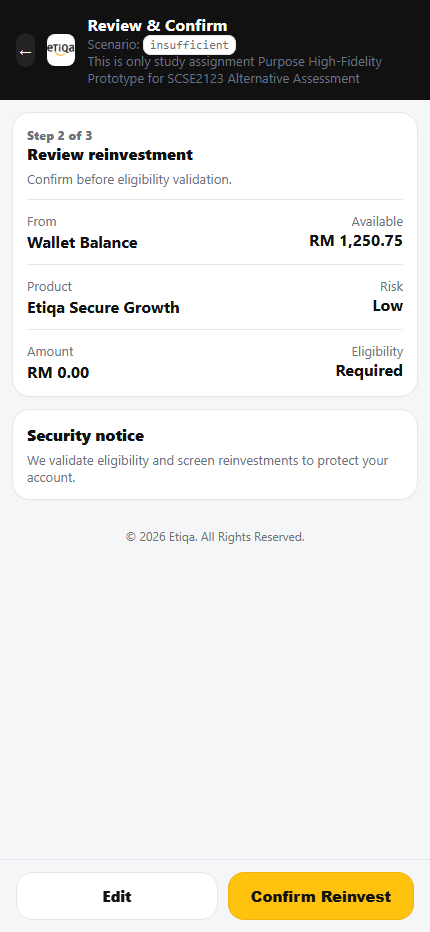 ←
etiqa
Review & Confirm
Scenario: insufficient
This is only study assignment Purpose High-Fidelity
Prototype for SCSE2123 Alternative Assessment
Step 2 of 3
Review reinvestment
Confirm before eligibility validation.
From Available
Wallet Balance RM 1,250.75
Product Risk
Etiqa Secure Growth Low
Amount Eligibility
RM 0.00 Required
Security notice
We validate eligibility and screen reinvestments to protect your
account.
© 2026 Etiqa. All Rights Reserved.
Edit Confirm Reinvest